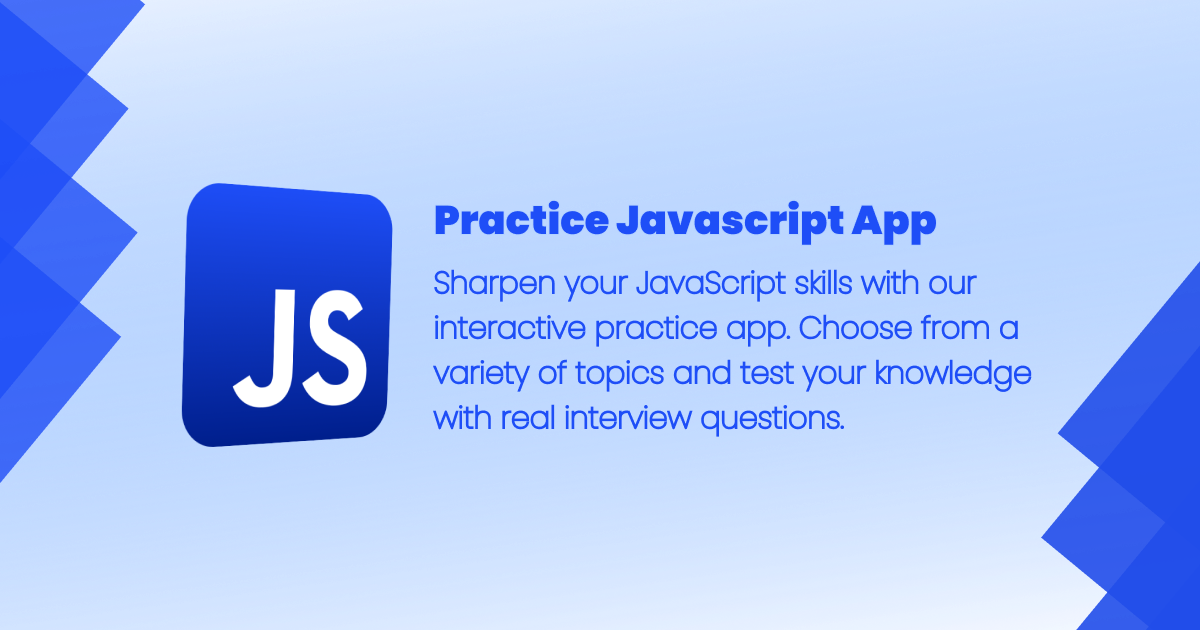 JS
Practice Javascript App
Sharpen your JavaScript skills with our
interactive practice app. Choose from a
variety of topics and test your knowledge
with real interview questions.